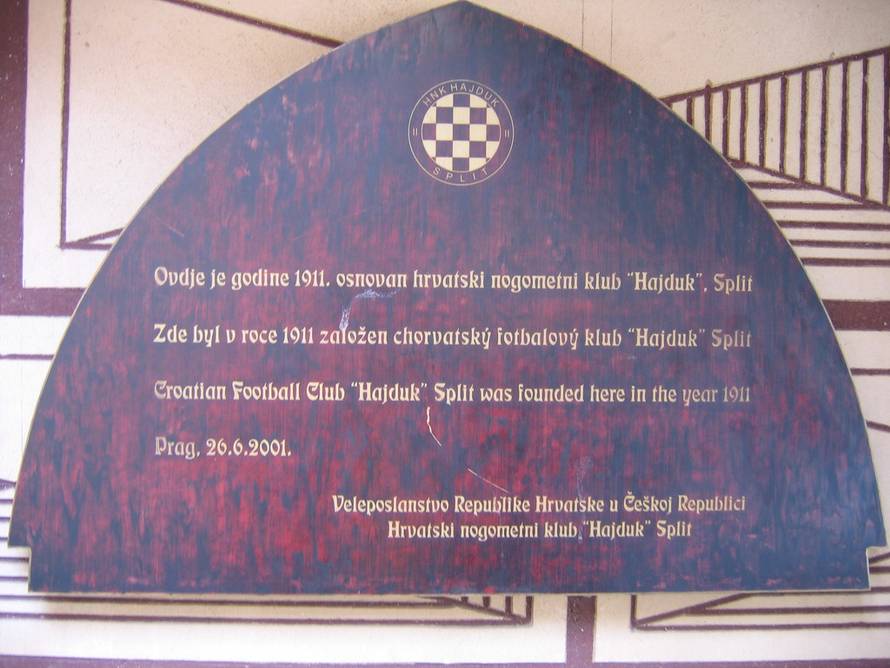 HNK HAJDUK
SPLIT
Ovdje je godine 1911. osnovan hrvatski nogometni klub "Hajduk", Split
Zde byl v roce 1911 založen chorvatský fotbalový klub "Hajduk" Split
Croatian Football Club "Hajduk" Split was founded here in the year 1911
Prag, 26.6.2001.
Veleposlanstvo Republike Hrvatske u Češkoj Republici
Hrvatski nogometni klub "Hajduk" Split